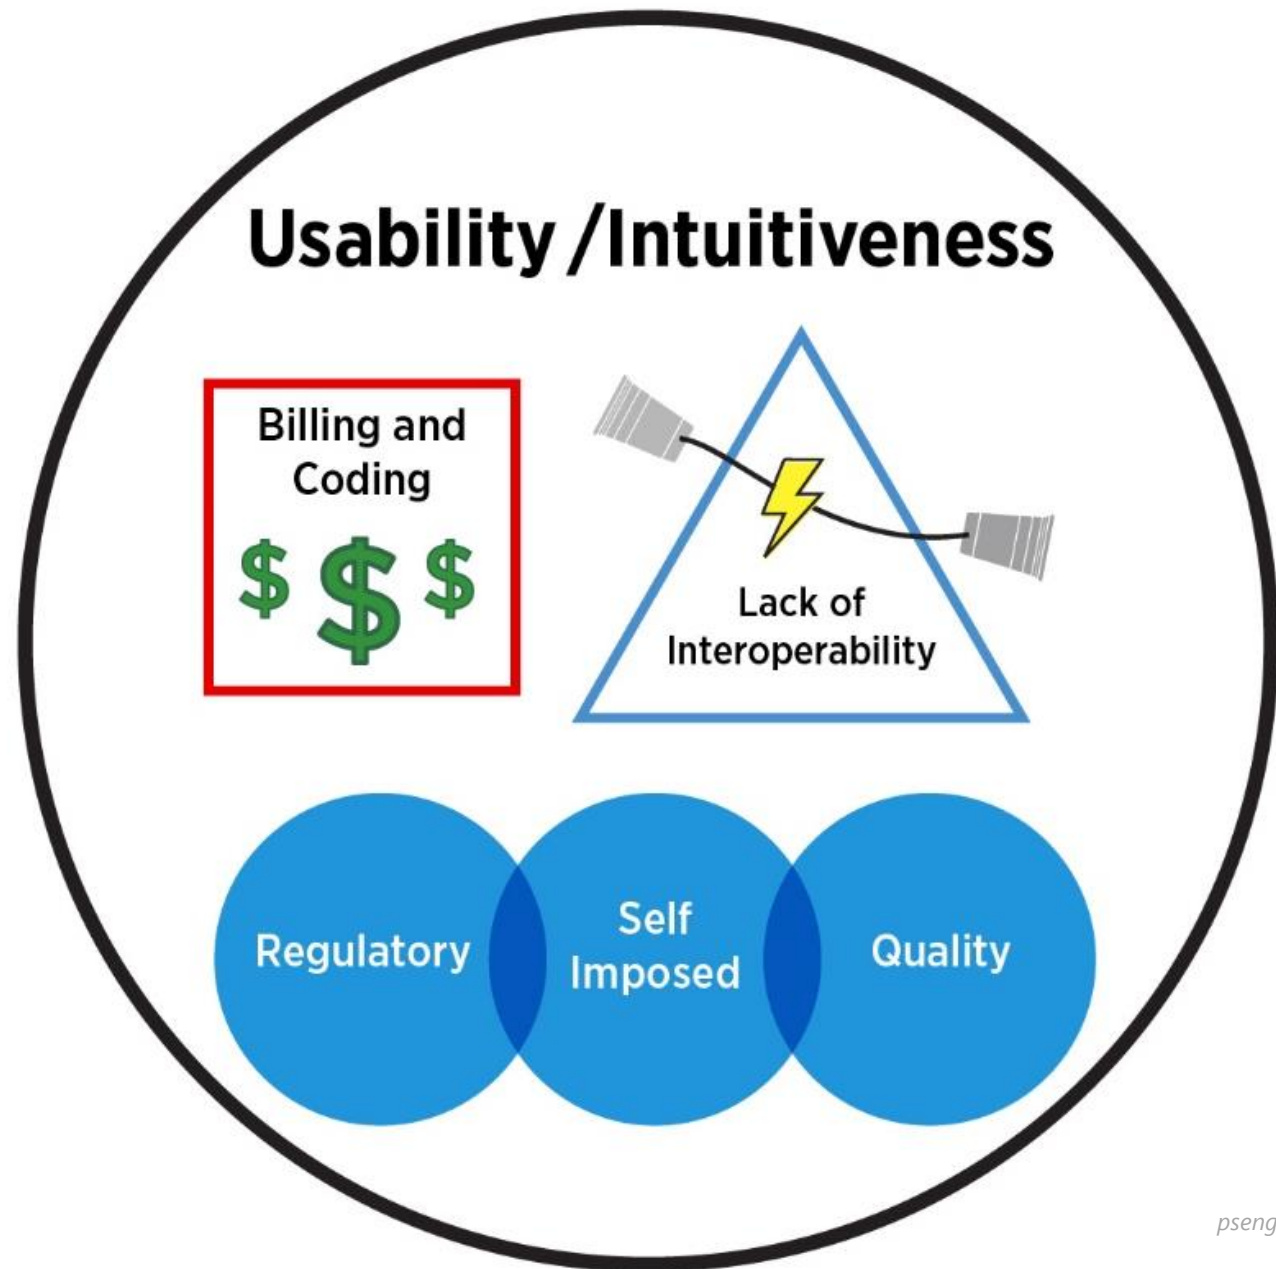 Usability/Intuitiveness
Billing and
Coding
$ $ $
Lack of
Interoperability
Regulatory
Self
Imposed
Quality
pseng